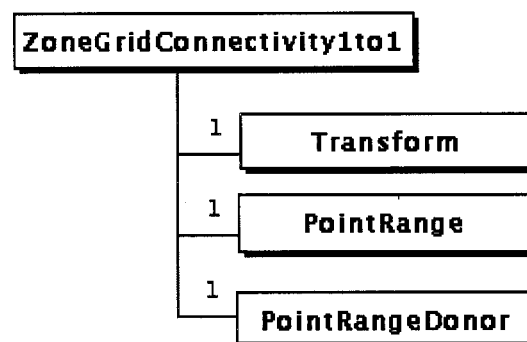 ZoneGridConnectivity1to1
1
Transform
1
PointRange
1
PointRangeDonor